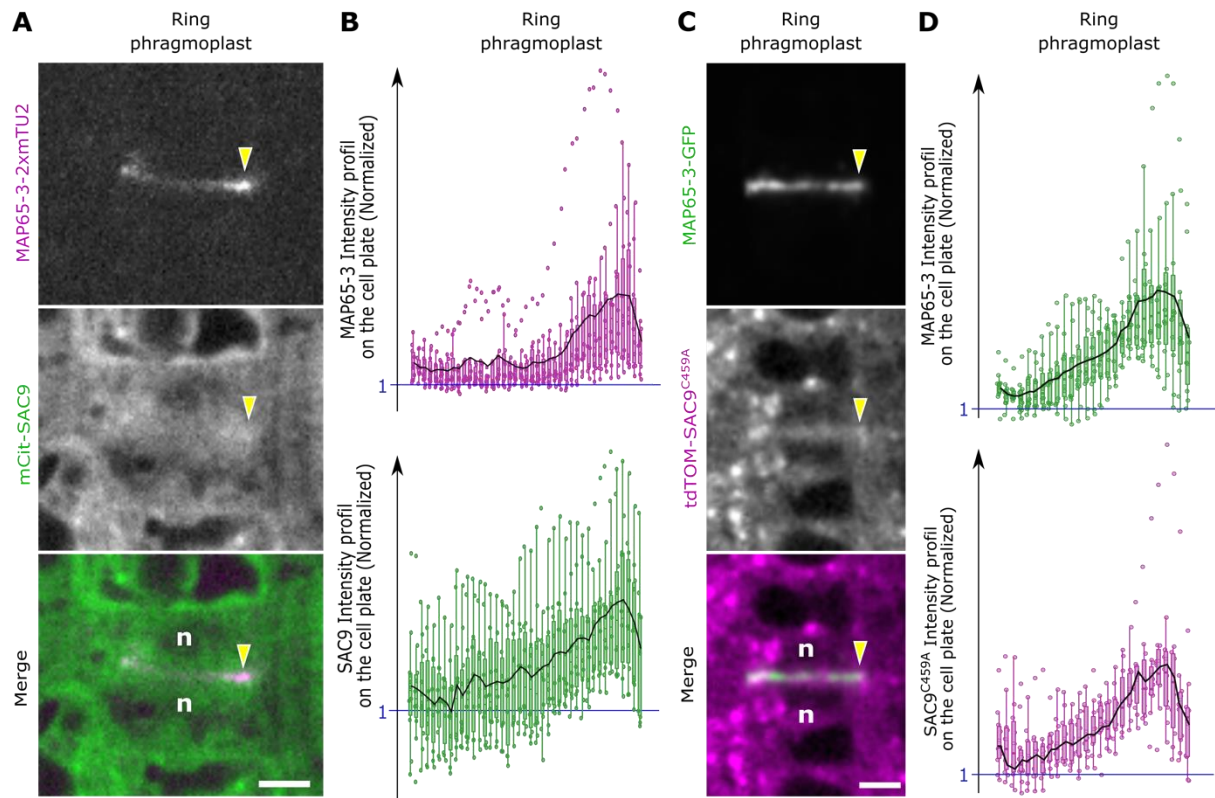 A
Ring
phragmoplast
MAP65-3-2xmTU2
mCit-SAC9
Merge
n
n
B
Ring
phragmoplast
MAP65-3 Intensity profil
on the cell plate (Normalized)
1
SAC9 Intensity profil
on the cell plate (Normalized)
1
C
Ring
phragmoplast
MAP65-3-GFP
tdTOM-SAC9C459A
Merge
n
n
D
Ring
phragmoplast
MAP65-3 Intensity profil
on the cell plate (Normalized)
1
SAC9C459A Intensity profil
on the cell plate (Normalized)
1